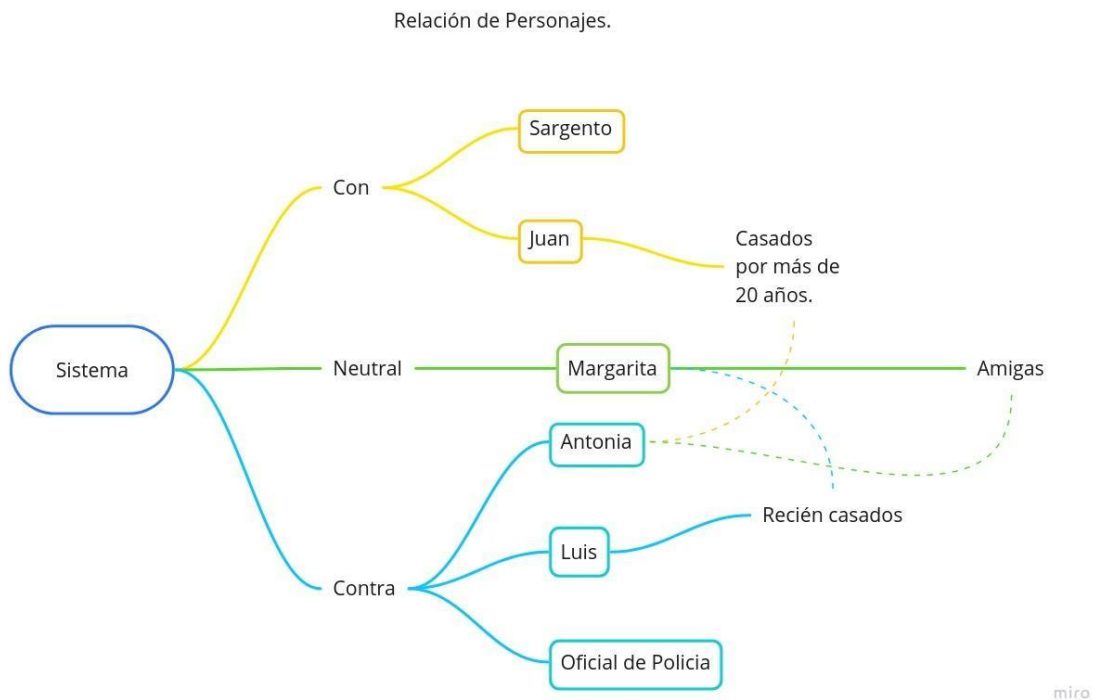 Relación de Personajes.
Sargento
Con
Juan
Casados
por más de
20 años.
Sistema
Neutral
Margarita
Amigas
Antonia
Recién casados
Luis
Contra
Oficial de Policia
miro